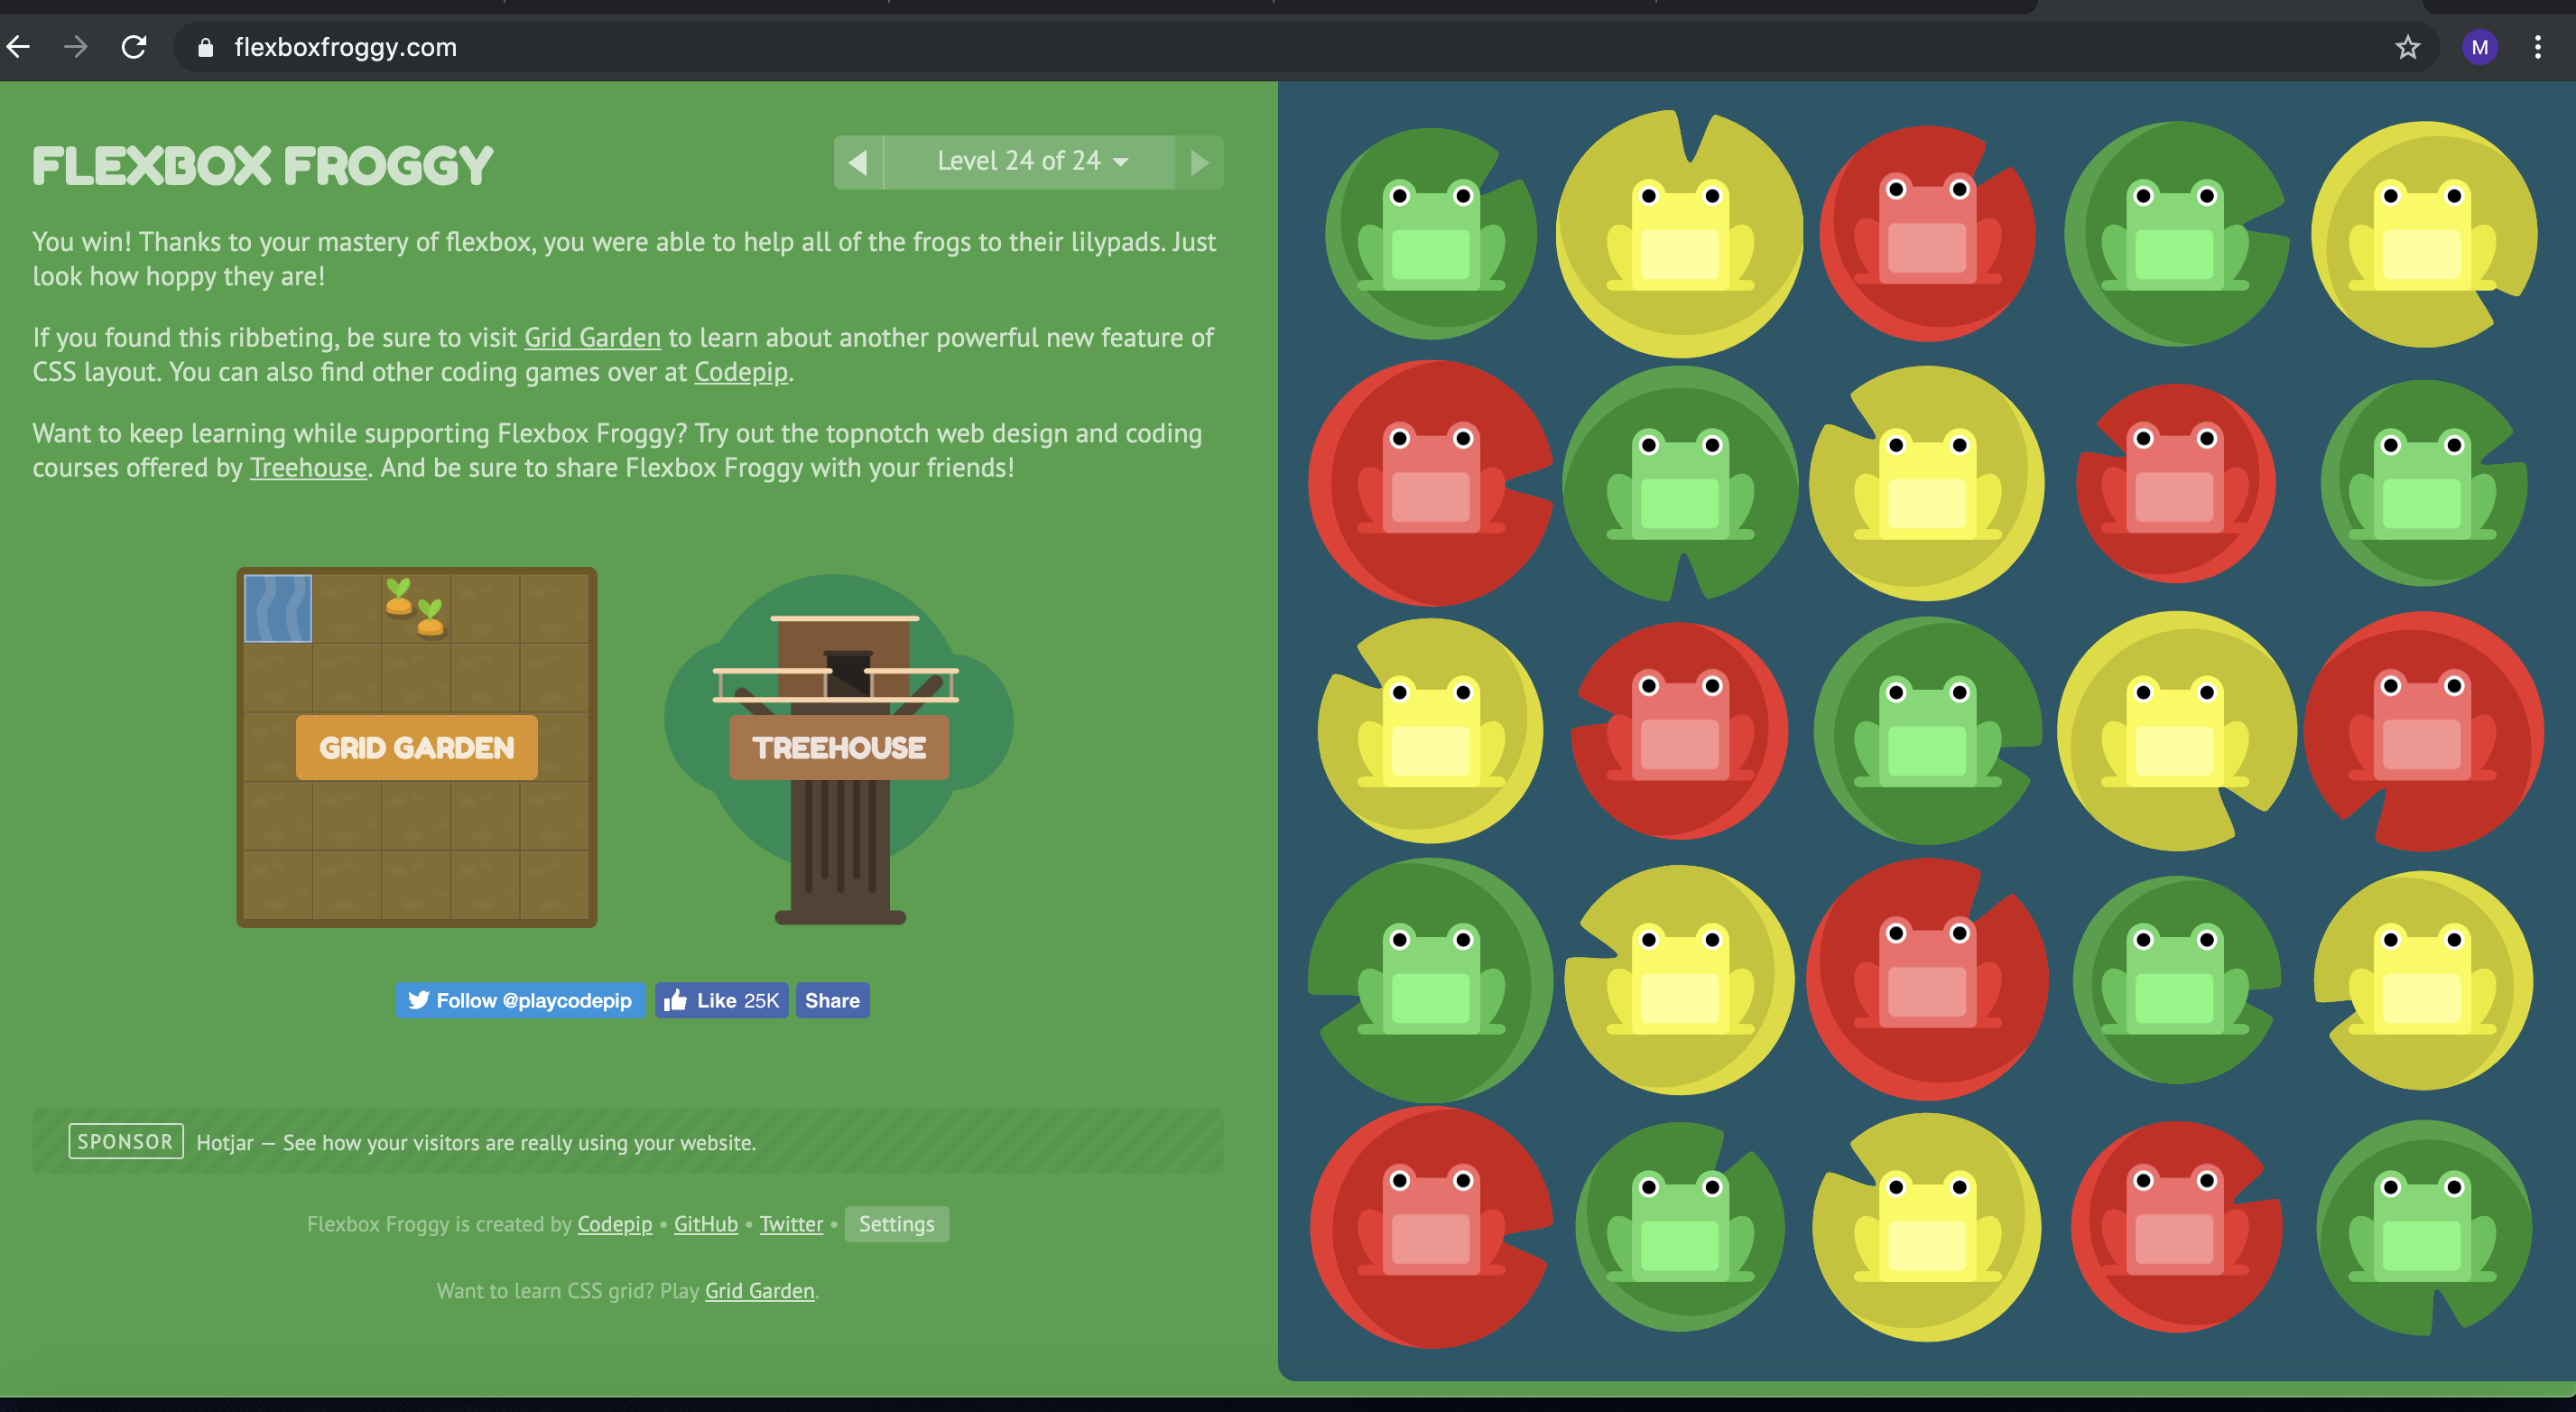 flexboxfroggy.com
M
FLEXBOX FROGGY
Level 24 of 24
You win! Thanks to your mastery of flexbox, you were able to help all of the frogs to their lilypads. Just
look how hoppy they are!
If you found this ribbeting, be sure to visit Grid Garden to learn about another powerful new feature of
CSS layout. You can also find other coding games over at Codepip.
Want to keep learning while supporting Flexbox Froggy? Try out the topnotch web design and coding
courses offered by Treehouse. And be sure to share Flexbox Froggy with your friends!
GRID GARDEN
TREEHOUSE
Follow @playcodepip
Like 25K
Share
SPONSOR Hotjar — See how your visitors are really using your website.
Flexbox Froggy is created by Codepip • GitHub • Twitter • Settings
Want to learn CSS grid? Play Grid Garden.